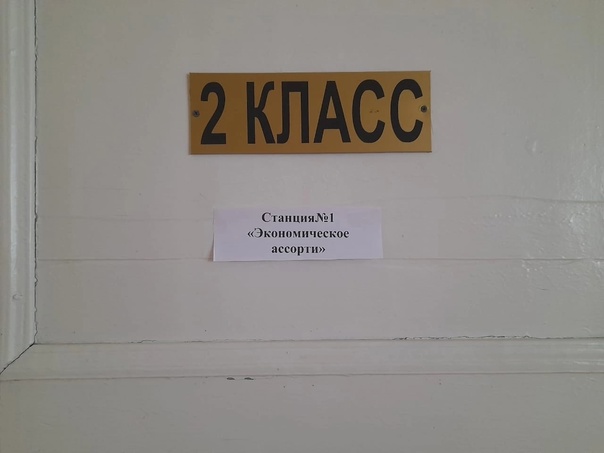 2 КЛАСС
Станция№1
«Экономическое
ассорти»